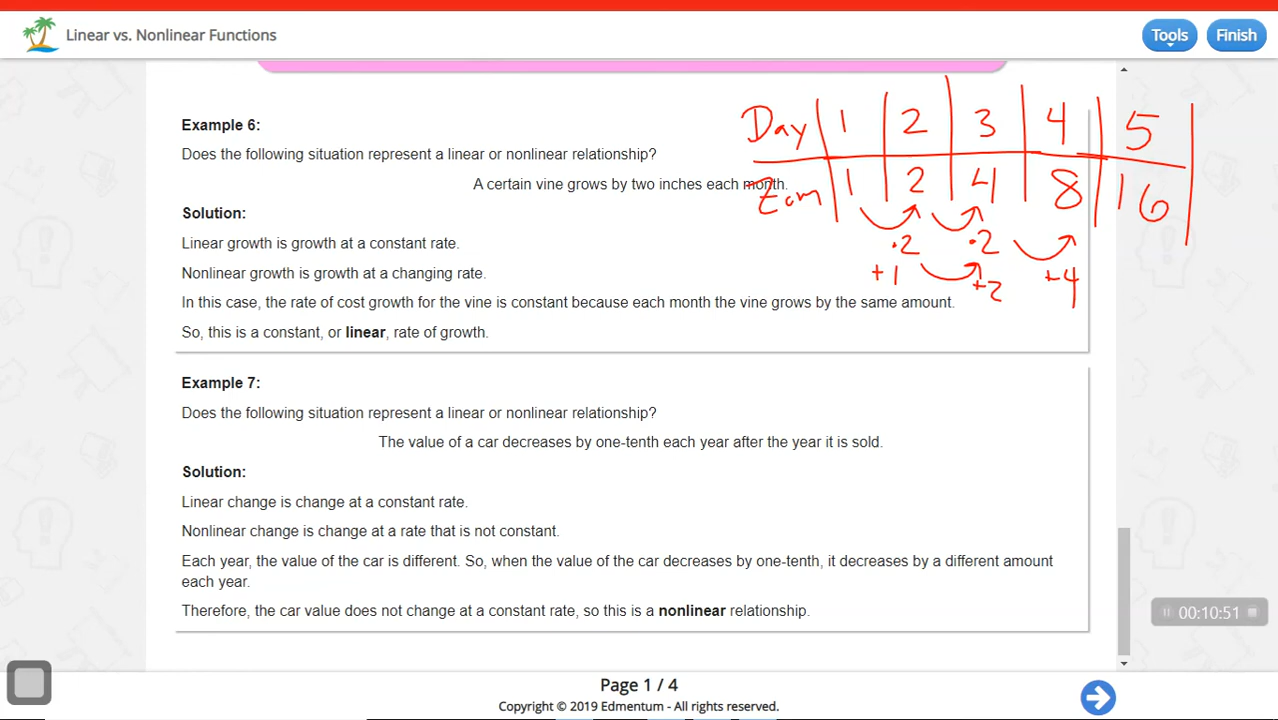 Linear vs. Nonlinear Functions
Tools
Finish
Example 6:
Does the following situation represent a linear or nonlinear relationship?
A certain vine grows by two inches each month.
Solution:
Linear growth is growth at a constant rate.
Nonlinear growth is growth at a changing rate.
In this case, the rate of cost growth for the vine is constant because each month the vine grows by the same amount.
So, this is a constant, or linear, rate of growth.
Day 1 2 3 4 5
1 2 4 8 16
·2 ·2
+1 +2 +4
Example 7:
Does the following situation represent a linear or nonlinear relationship?
The value of a car decreases by one-tenth each year after the year it is sold.
Solution:
Linear change is change at a constant rate.
Nonlinear change is change at a rate that is not constant.
Each year, the value of the car is different. So, when the value of the car decreases by one-tenth, it decreases by a different amount
each year.
Therefore, the car value does not change at a constant rate, so this is a nonlinear relationship.
00:10:51
Page 1 / 4
Copyright © 2019 Edmentum - All rights reserved.